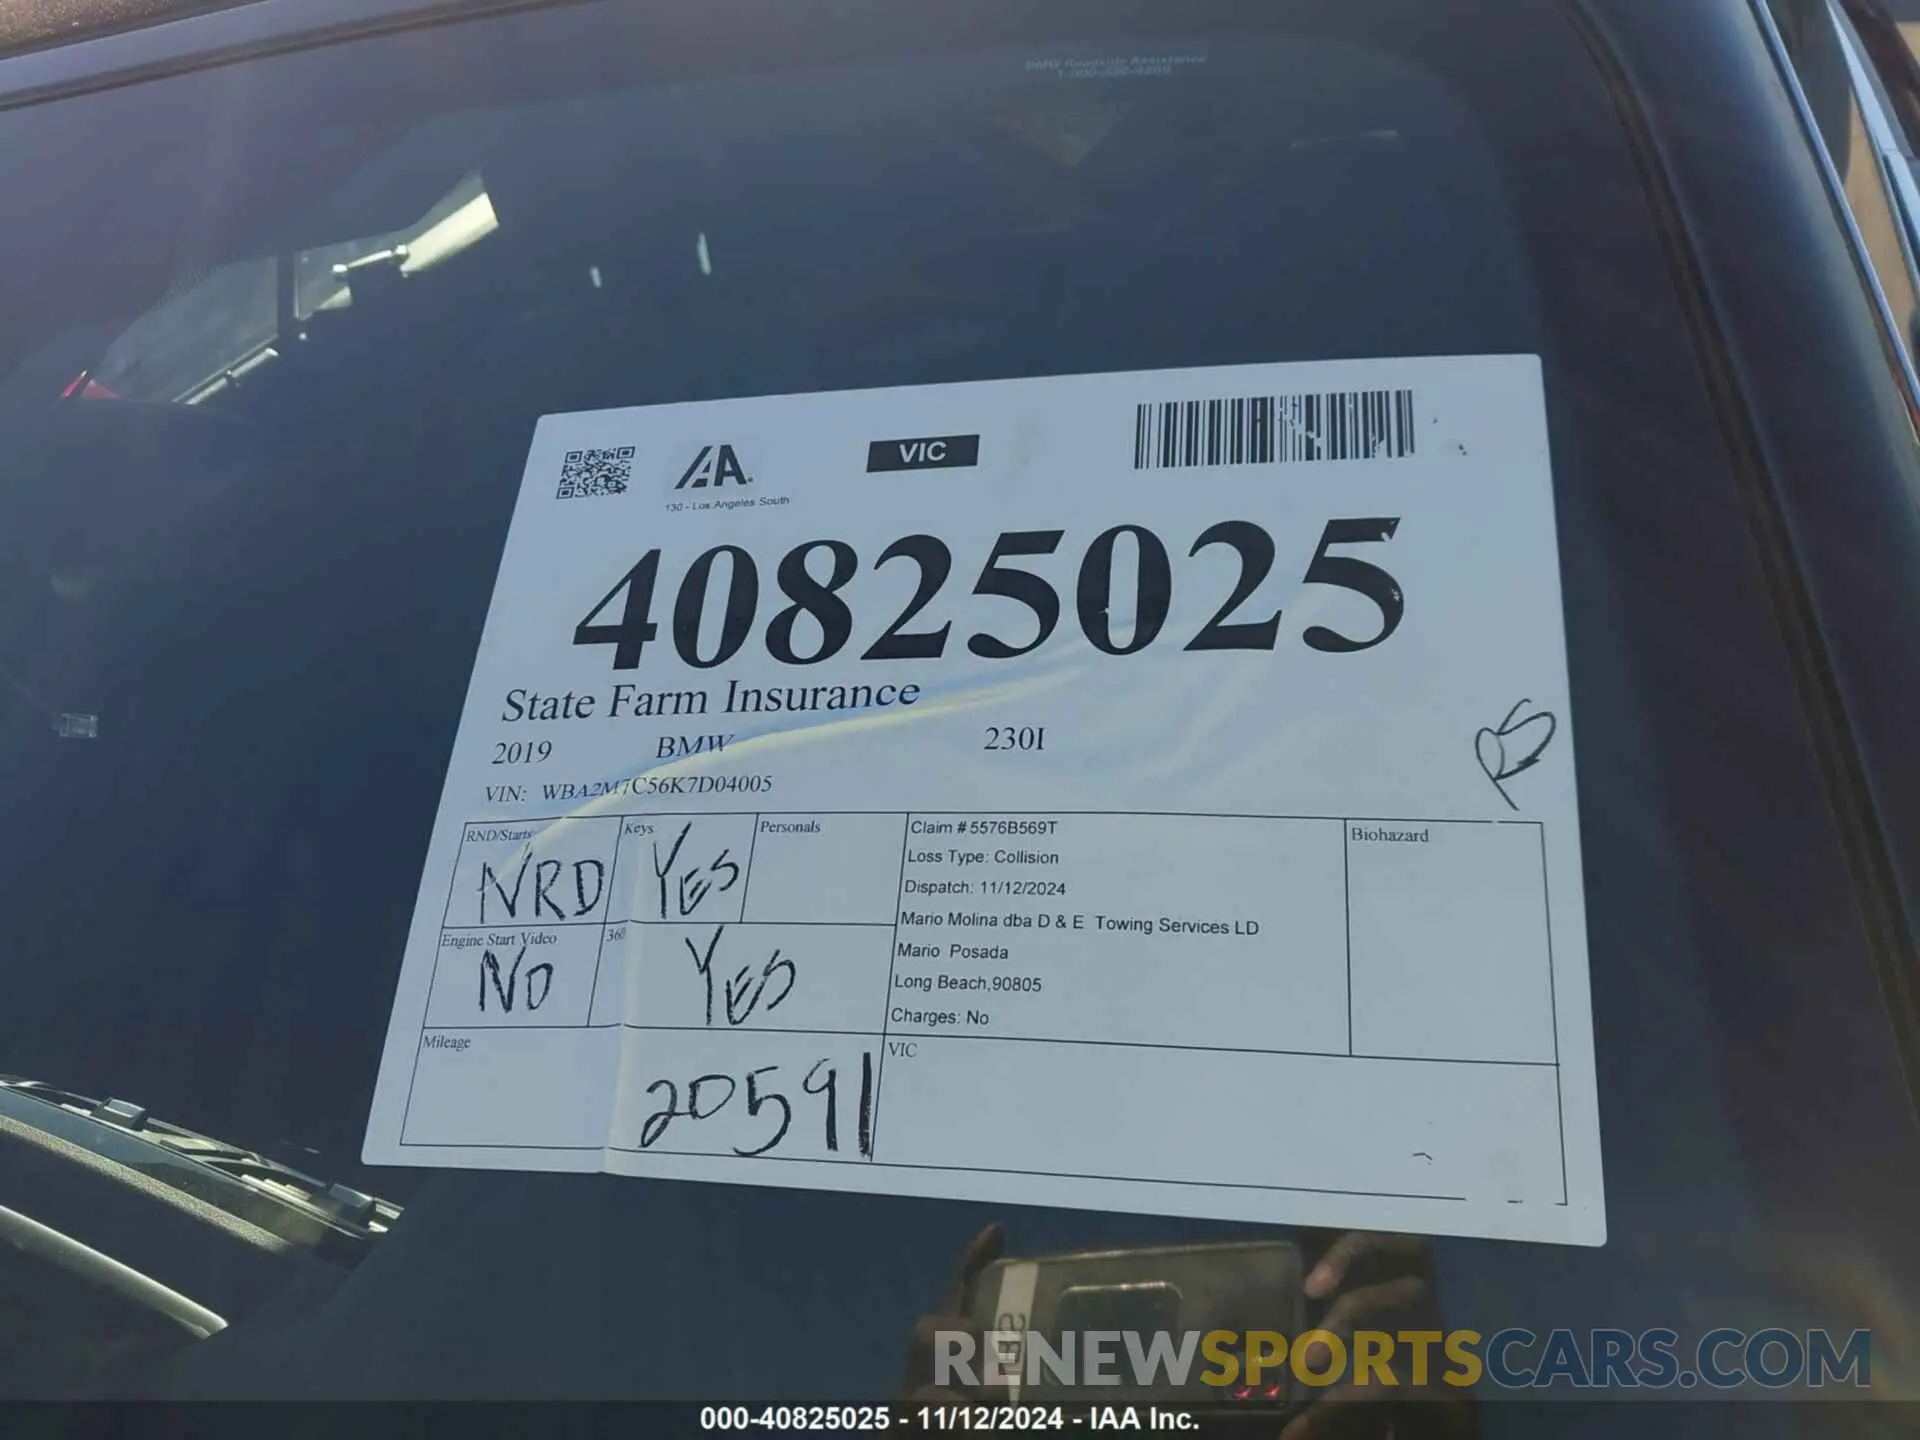 BMW Roadside Assistance
IAA.
VIC
130 - Los Angeles South
40825025
State Farm Insurance
2019 BMW 230I
VIN: WBA2M7C56K7D04005
RND/Starts
NRD
Keys
YES
Personals
Engine Start Video
NO
360
YES
Mileage
20591
Claim # 5576B569T
Loss Type: Collision
Dispatch: 11/12/2024
Mario Molina dba D & E Towing Services LD
Mario Posada
Long Beach,90805
Charges: No
Biohazard
VIC
RENEWSPORTSCARS.COM
000-40825025 - 11/12/2024 - IAA Inc.